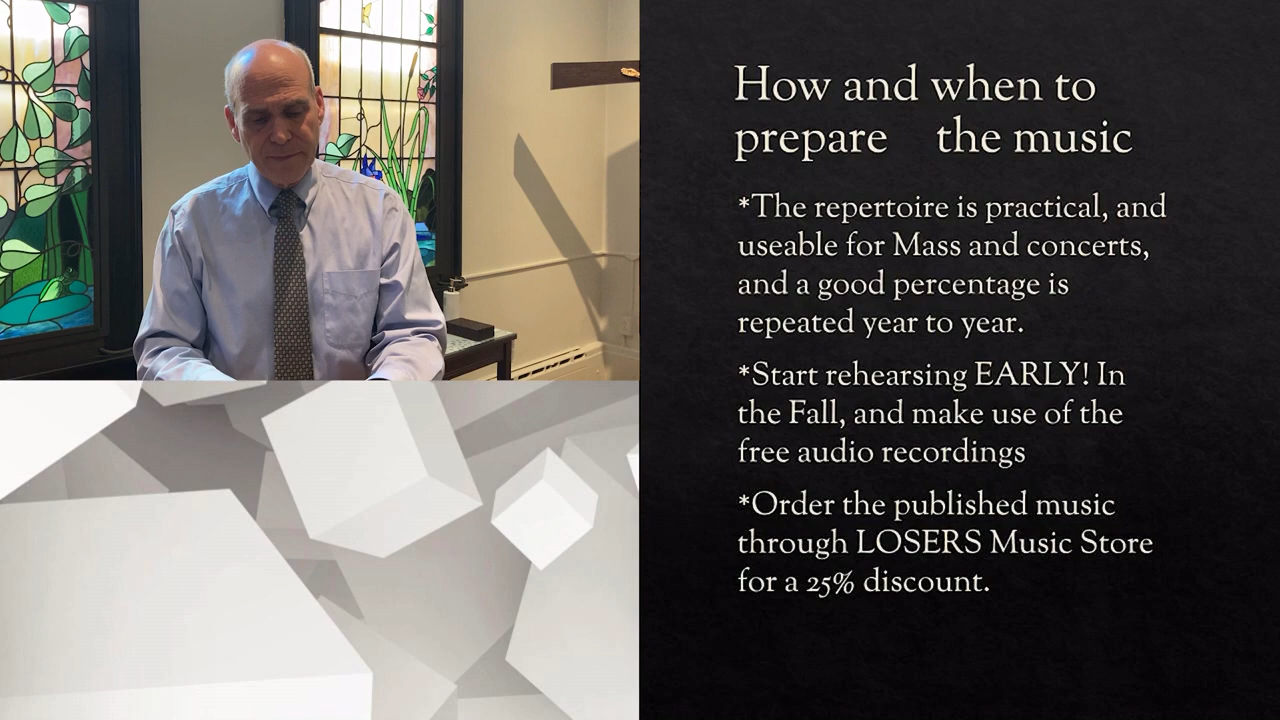 How and when to
prepare the music
*The repertoire is practical, and
useable for Mass and concerts,
and a good percentage is
repeated year to year.
*Start rehearsing EARLY! In
the Fall, and make use of the
free audio recordings
*Order the published music
through LOSERS Music Store
for a 25% discount.